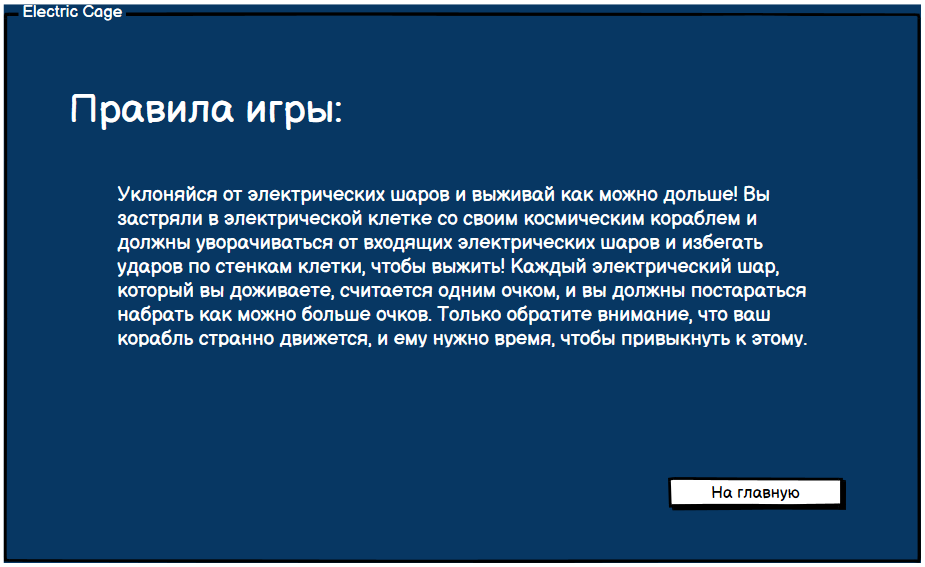 Electric Cage
Правила игры:
Уклоняйся от электрических шаров и выживай как можно дольше! Вы
застряли в электрической клетке со своим космическим кораблем и
должны уворачиваться от входящих электрических шаров и избегать
ударов по стенкам клетки, чтобы выжить! Каждый электрический шар,
который вы доживаете, считается одним очком, и вы должны постараться
набрать как можно больше очков. Только обратите внимание, что ваш
корабль странно движется, и ему нужно время, чтобы привыкнуть к этому.
На главную